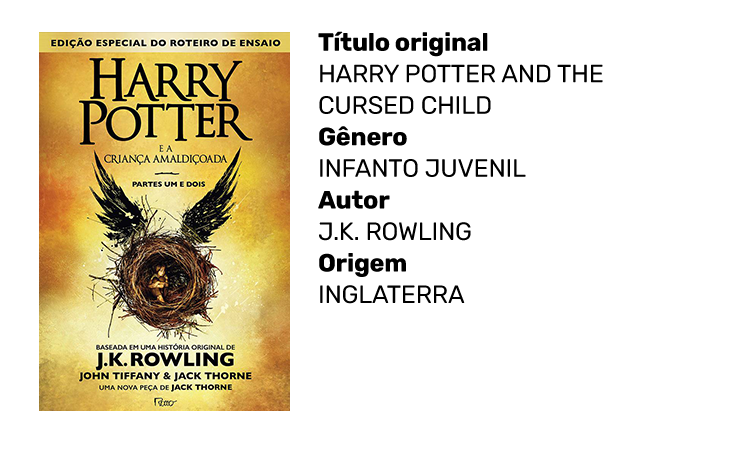 EDIÇÃO ESPECIAL DO ROTEIRO DE ENSAIO
HARRY
POTTER
E A
CRIANÇA AMALDIÇOADA
PARTES UM E DOIS
BASEADA EM UMA HISTÓRIA ORIGINAL DE
J.K. ROWLING
JOHN TIFFANY & JACK THORNE
UMA NOVA PEÇA DE JACK THORNE
Rocco
Título original
HARRY POTTER AND THE
CURSED CHILD
Gênero
INFANTO JUVENIL
Autor
J.K. ROWLING
Origem
INGLATERRA